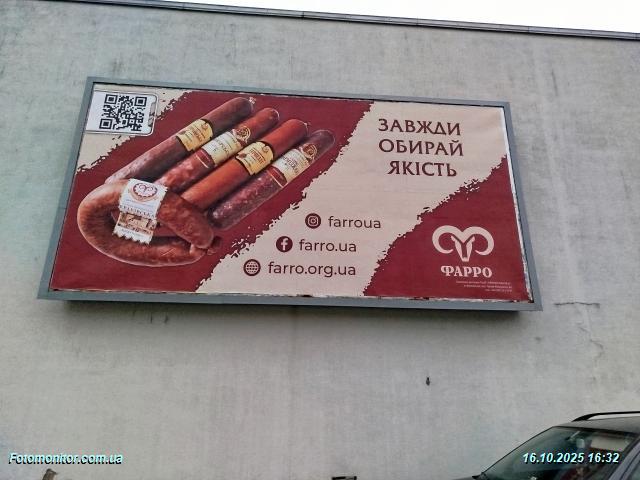 ЗАВЖДИ
ОБИРАЙ
ЯКІСТЬ
farroua
farro.ua
farro.org.ua
ФАРРО
Fotomonitor.com.ua
16.10.2025 16:32